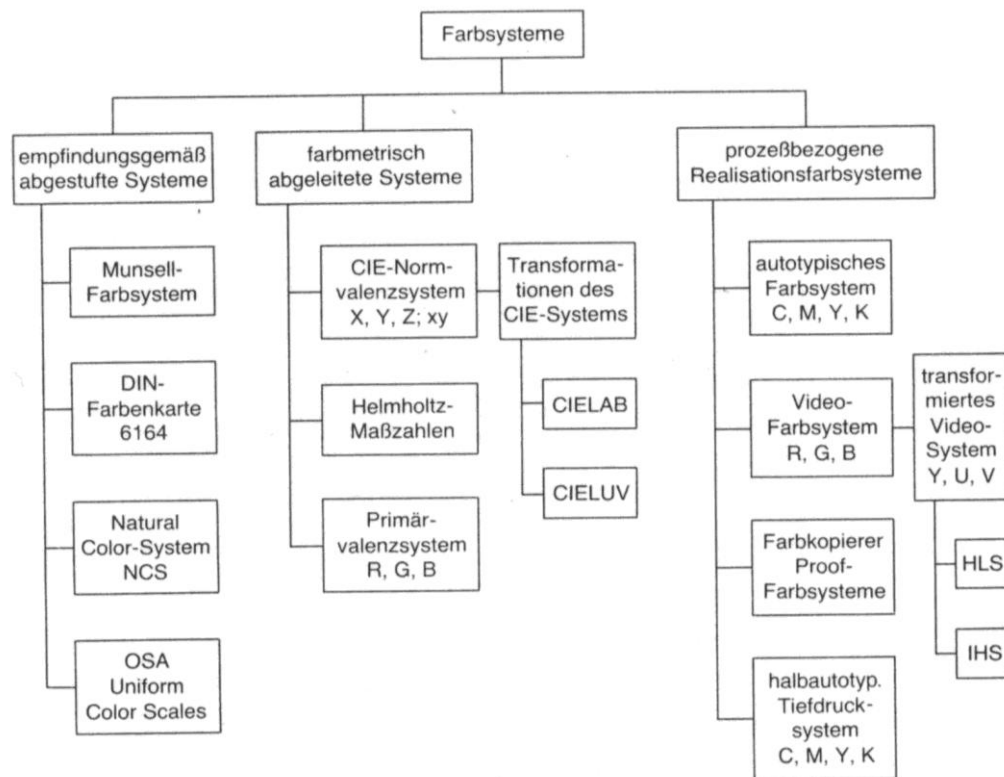 Farbsysteme
empfindungsgemäß
abgestufte Systeme
Munsell-
Farbsystem
DIN-
Farbenkarte
6164
Natural
Color-System
NCS
OSA
Uniform
Color Scales
farbmetrisch
abgeleitete Systeme
CIE-Norm-
valenzsystem
X, Y, Z; xy
Transforma-
tionen des
CIE-Systems
CIELAB
CIELUV
Helmholtz-
Maßzahlen
Primär-
valenzsystem
R, G, B
prozeßbezogene
Realisationsfarbsysteme
autotypisches
Farbsystem
C, M, Y, K
Video-
Farbsystem
R, G, B
transfor-
miertes
Video-
System
Y, U, V
HLS
IHS
Farbkopierer
Proof-
Farbsysteme
halbautotyp.
Tiefdruck-
system
C, M, Y, K